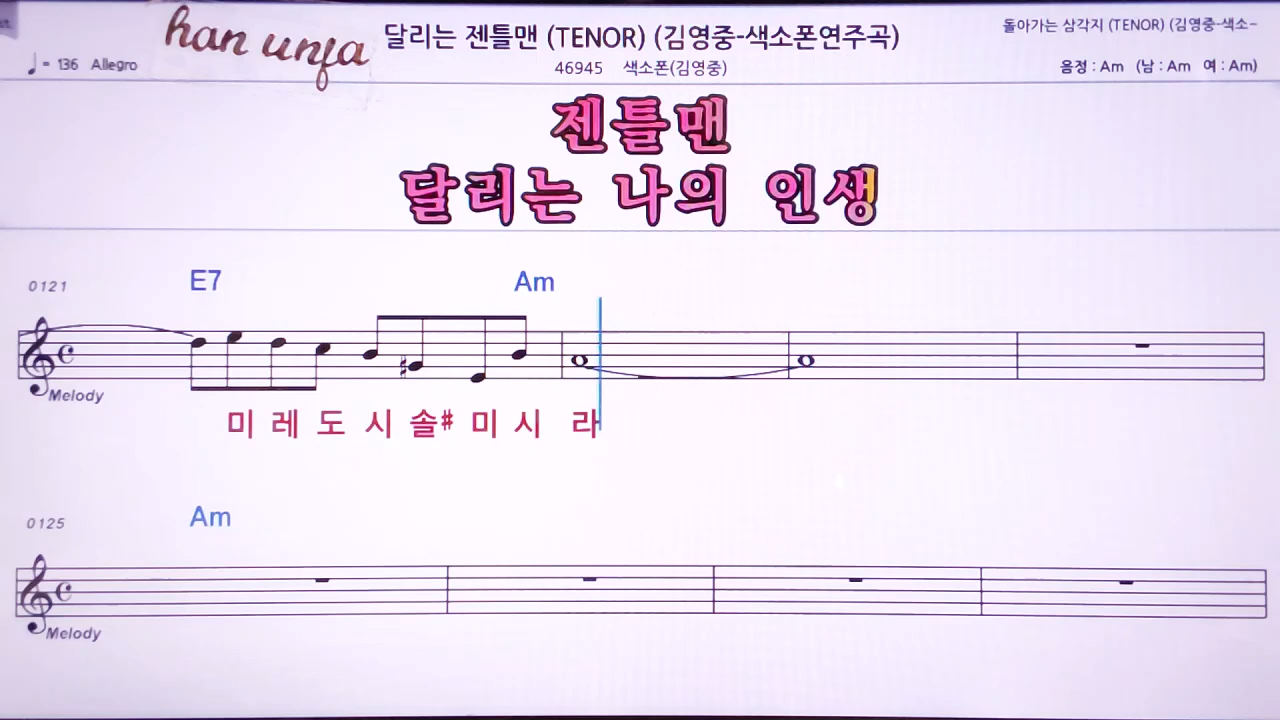 han unfa
달리는 젠틀맨 (TENOR) (김영중-색소폰연주곡)
돌아가는 삼각지 (TENOR) (김영중-색소-
♩ = 136 Allegro
46945 색소폰(김영중)
음정 : Am (남 : Am 여 : Am)
젠틀맨
달리는 나의 인생
0121 E7 Am
Melody
미 레 도 시 솔# 미 시 라
0125 Am
Melody